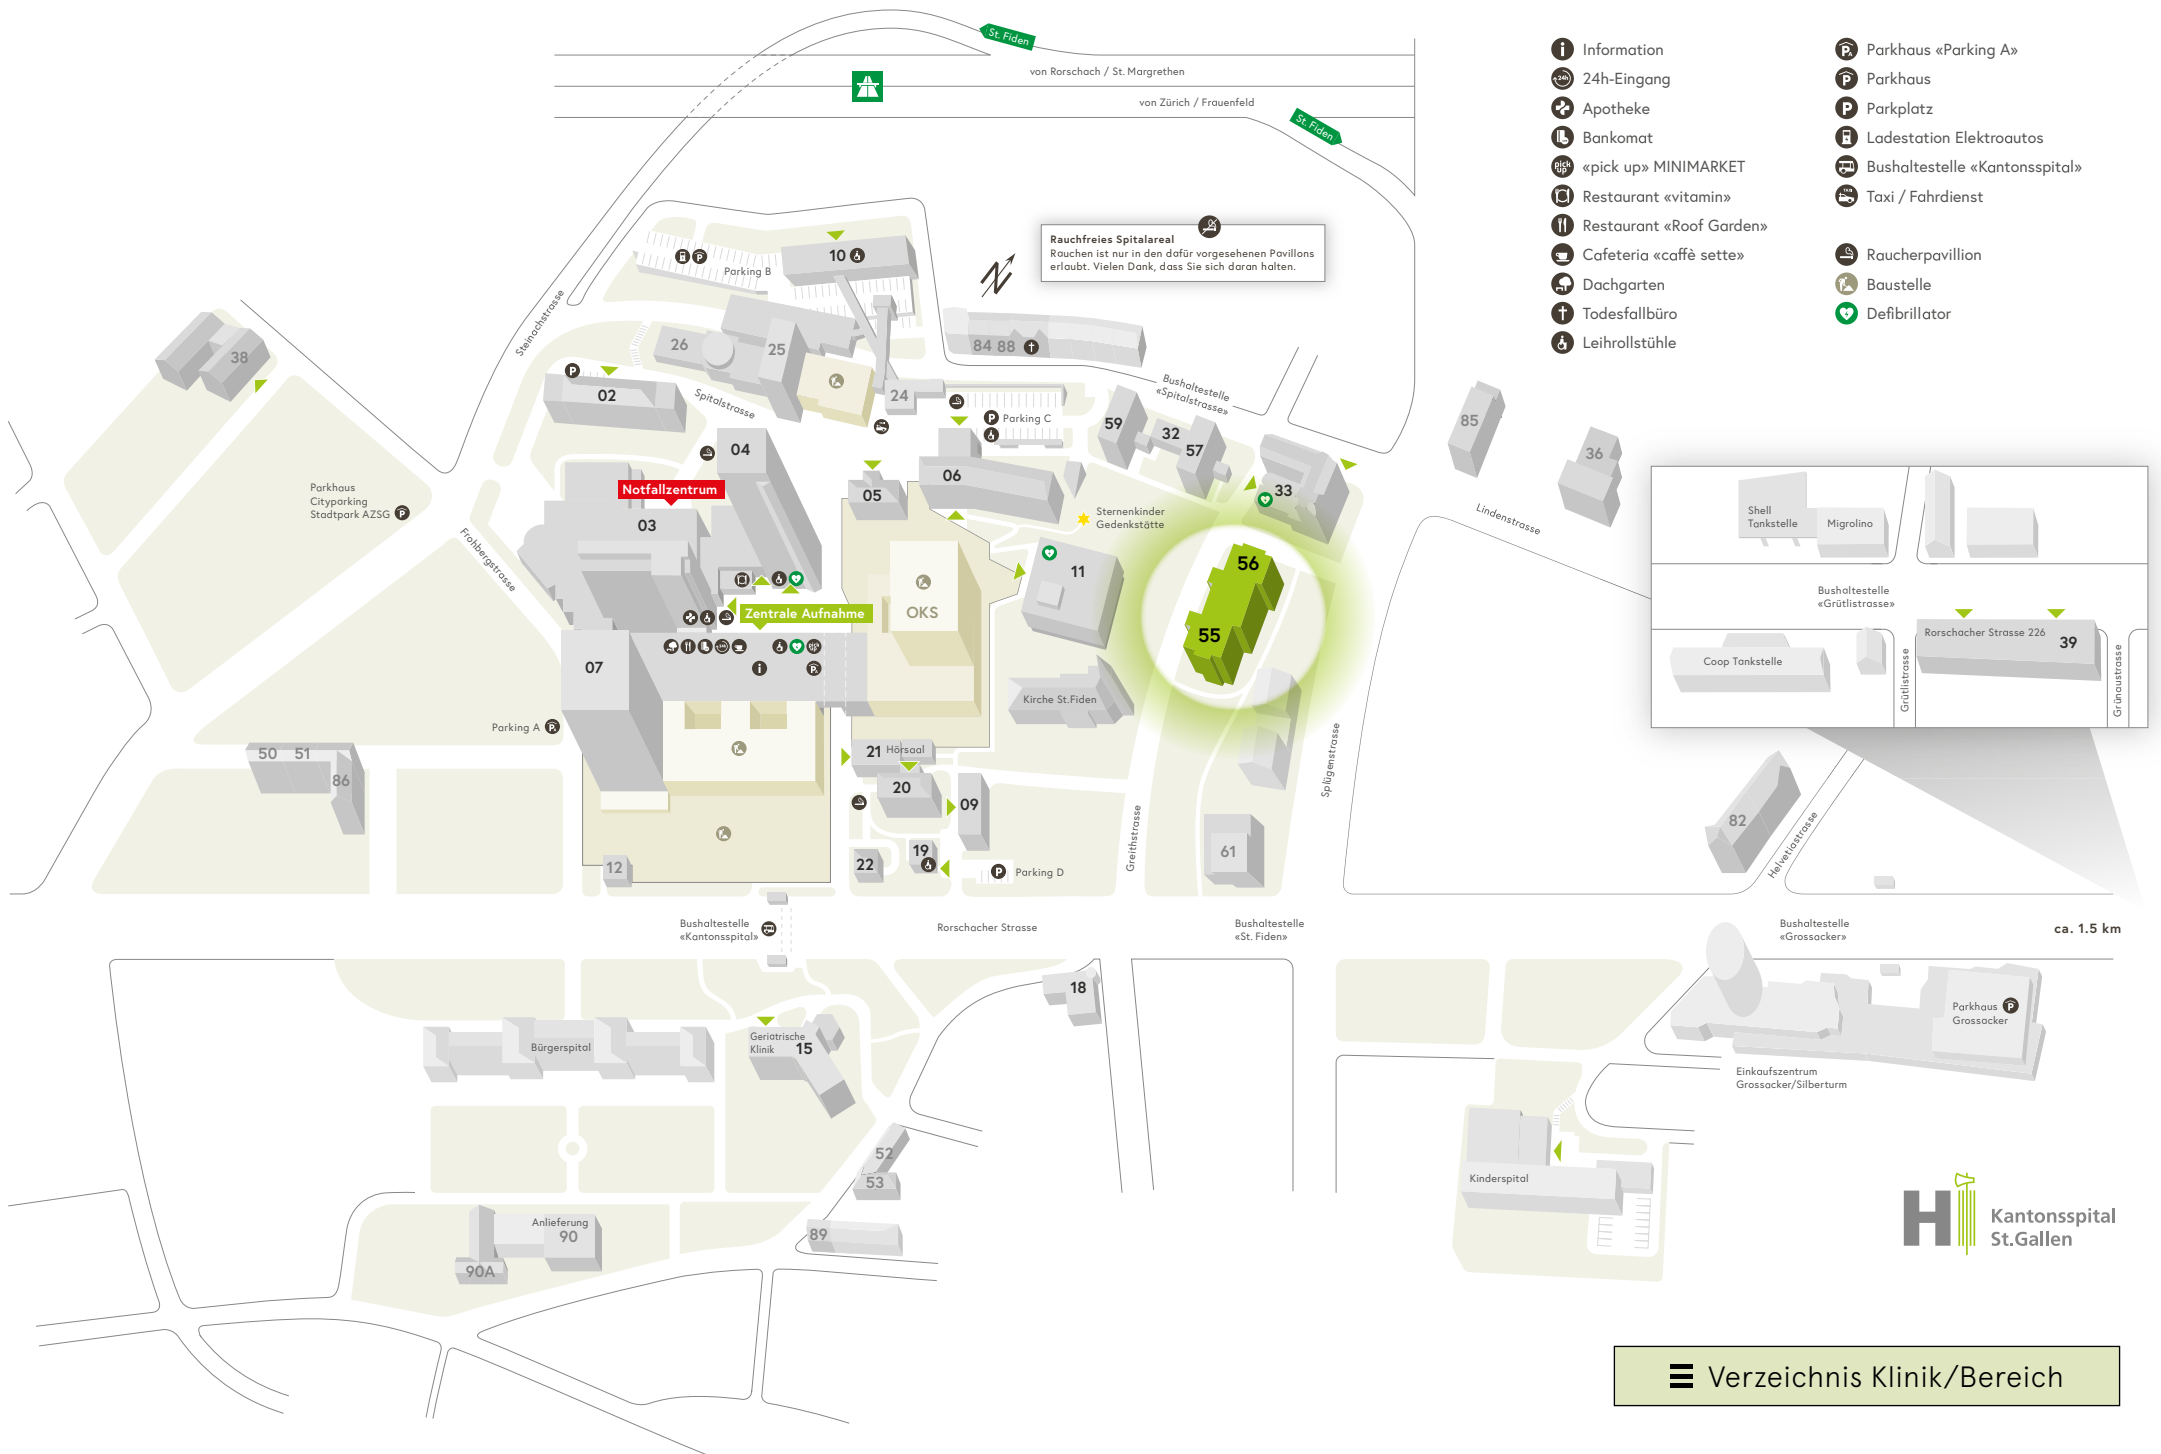 St. Fiden
von Rorschach / St. Margrethen
von Zürich / Frauenfeld
St. Fiden
Information
24h-Eingang
Apotheke
Bankomat
«pick up» MINIMARKET
Restaurant «vitamin»
Restaurant «Roof Garden»
Cafeteria «caffè sette»
Dachgarten
Todesfallbüro
Leihrollstühle
Parkhaus «Parking A»
Parkhaus
Parkplatz
Ladestation Elektroautos
Bushaltestelle «Kantonsspital»
Taxi / Fahrdienst
Raucherpavillion
Baustelle
Defibrillator
Rauchfreies Spitalareal
Rauchen ist nur in den dafür vorgesehenen Pavillons
erlaubt. Vielen Dank, dass Sie sich daran halten.
N
10
Parking B
Steinachstrasse
38
26
25
84 88
02
Spitalstrasse
24
Parking C
Bushaltestelle
«Spitalstrasse»
59
32
57
85
36
04
Notfallzentrum
03
05
06
33
Parkhaus
Cityparking
Stadtpark AZSG
Frohbergstrasse
Sternenkinder
Gedenkstätte
Lindenstrasse
Shell
Tankstelle
Migrolino
Bushaltestelle
«Grütlistrasse»
Rorschacher Strasse 226
39
Coop Tankstelle
Grütlistrasse
Grünaustrasse
11
56
55
OKS
Zentrale Aufnahme
07
Kirche St.Fiden
Parking A
50 51
86
21 Hörsaal
20
09
22
19
Parking D
12
Greithstrasse
Splügenstrasse
61
82
Helvetiastrasse
Bushaltestelle
«Kantonsspital»
Rorschacher Strasse
Bushaltestelle
«St. Fiden»
Bushaltestelle
«Grossacker»
ca. 1.5 km
18
Parkhaus
Grossacker
Einkaufszentrum
Grossacker/Silberturm
Bürgerspital
Geriatrische
Klinik 15
52
53
89
Anlieferung
90
90A
Kinderspital
H
Kantonsspital
St.Gallen
Verzeichnis Klinik/Bereich